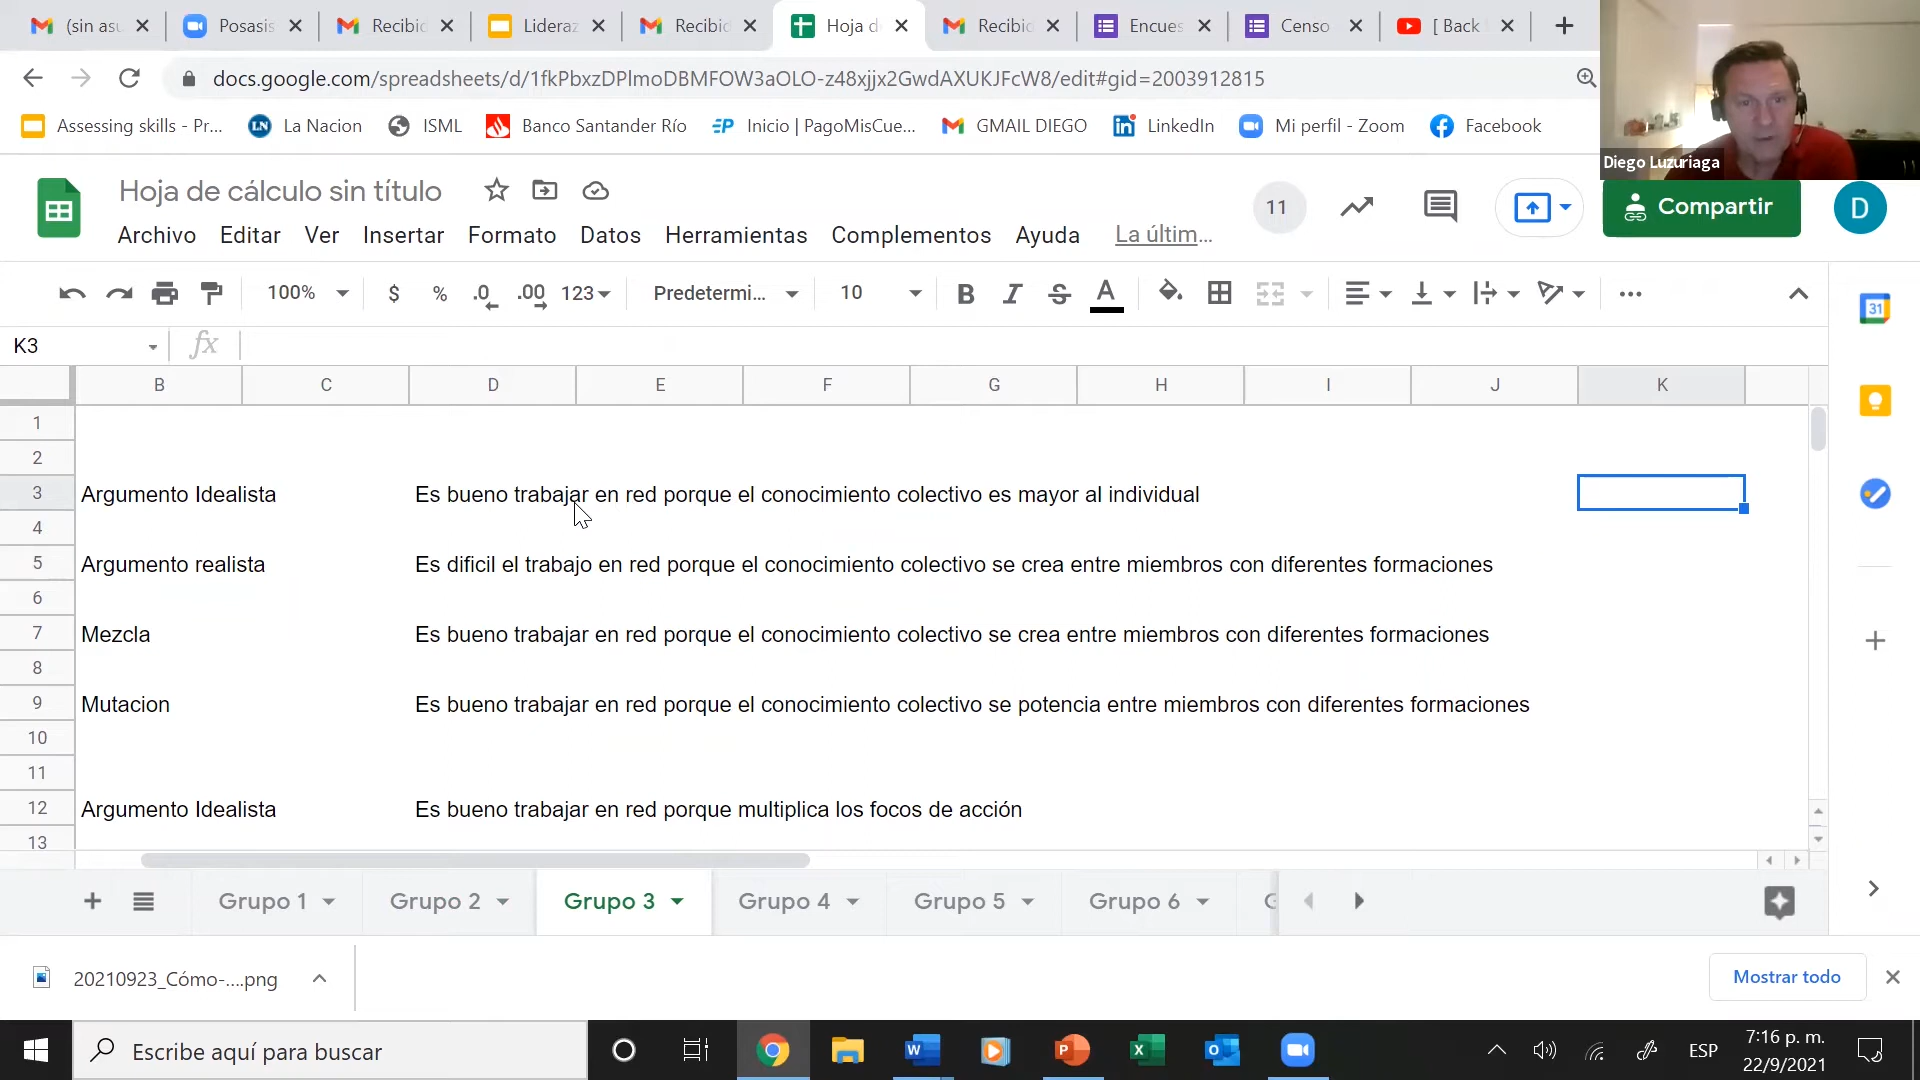 (sin asu
Posasis
Recibid
Lideraz
Recibid
Hoja de
Recibid
Encues
Censo
[ Back
docs.google.com/spreadsheets/d/1fkPbxzDPlmoDBMFOW3aOLO-z48xjjx2GwdAXUKJFcW8/edit#gid=2003912815
Assessing skills - Pr...
LN
La Nacion
ISML
Banco Santander Río
Inicio | PagoMisCue...
GMAIL DIEGO
LinkedIn
Mi perfil - Zoom
Facebook
Diego Luzuriaga
Hoja de cálculo sin título
11
Compartir
D
Archivo Editar Ver Insertar Formato Datos Herramientas Complementos Ayuda La últim...
100% $ % .0 .00 123 Predetermi... 10 B I S A
31
K3 fx
B C D E F G H I J K
1
2
3 Argumento Idealista Es bueno trabajar en red porque el conocimiento colectivo es mayor al individual
4
5 Argumento realista Es dificil el trabajo en red porque el conocimiento colectivo se crea entre miembros con diferentes formaciones
6
7 Mezcla Es bueno trabajar en red porque el conocimiento colectivo se crea entre miembros con diferentes formaciones
8
9 Mutacion Es bueno trabajar en red porque el conocimiento colectivo se potencia entre miembros con diferentes formaciones
10
11
12 Argumento Idealista Es bueno trabajar en red porque multiplica los focos de acción
13
Grupo 1 Grupo 2 Grupo 3 Grupo 4 Grupo 5 Grupo 6
20210923_Cómo-....png
Mostrar todo
Escribe aquí para buscar
ESP
7:16 p. m.
22/9/2021